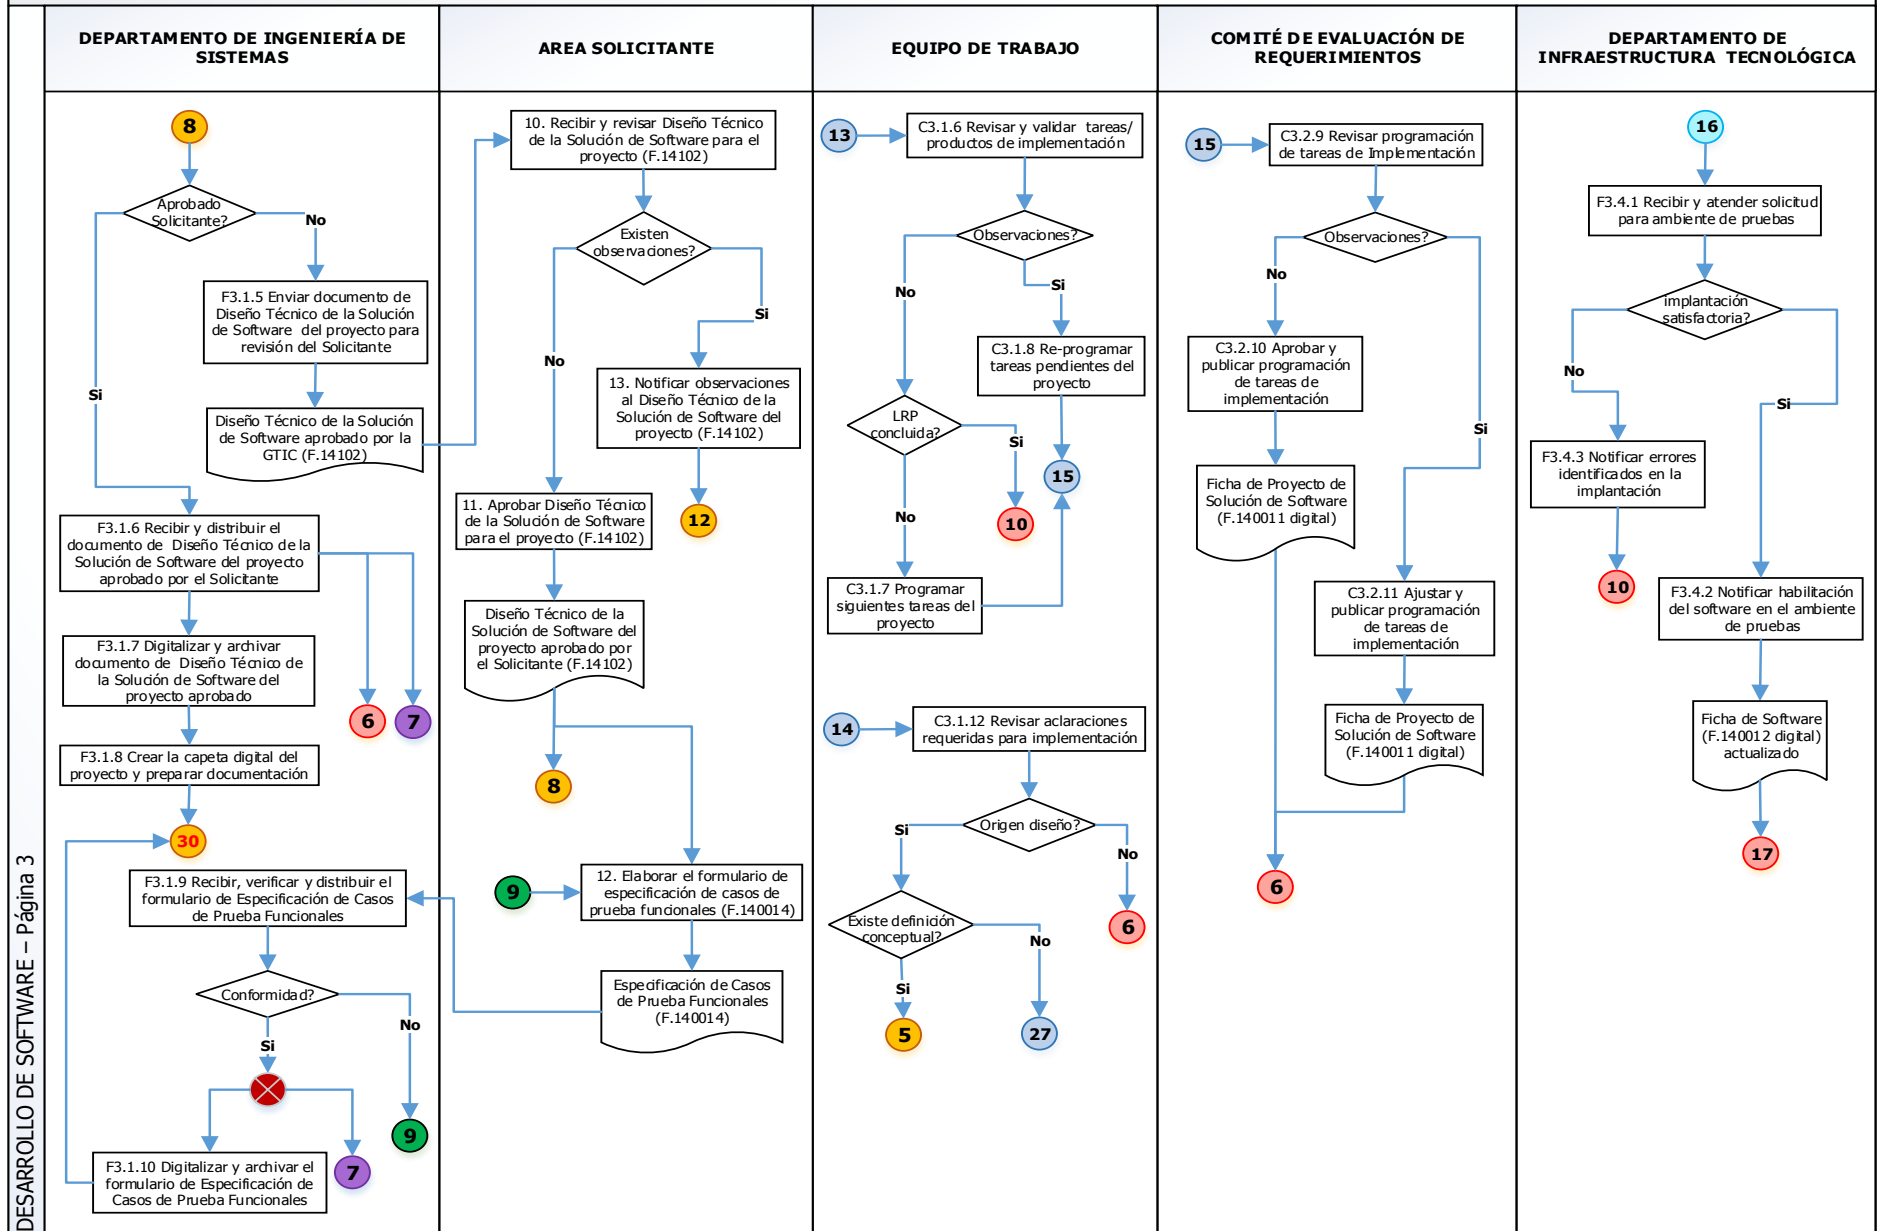 DESARROLLO DE SOFTWARE – Página 3
DEPARTAMENTO DE INGENIERÍA DE
SISTEMAS
8
Aprobado
Solicitante?
No
Si
F3.1.5 Enviar documento de
Diseño Técnico de la Solución
de Software del proyecto para
revisión del Solicitante
Diseño Técnico de la Solución
de Software aprobado por la
GTIC (F.14102)
F3.1.6 Recibir y distribuir el
documento de Diseño Técnico de la
Solución de Software del proyecto
aprobado por el Solicitante
F3.1.7 Digitalizar y archivar
documento de Diseño Técnico de
la Solución de Software del
proyecto aprobado
6
7
F3.1.8 Crear la capeta digital del
proyecto y preparar documentación
30
F3.1.9 Recibir, verificar y distribuir el
formulario de Especificación de Casos
de Prueba Funcionales
Conformidad?
No
Si
9
F3.1.10 Digitalizar y archivar el
formulario de Especificación de
Casos de Prueba Funcionales
7
AREA SOLICITANTE
10. Recibir y revisar Diseño Técnico
de la Solución de Software para el
proyecto (F.14102)
Existen
observaciones?
Si
No
13. Notificar observaciones
al Diseño Técnico de la
Solución de Software del
proyecto (F.14102)
12
11. Aprobar Diseño Técnico
de la Solución de Software
para el proyecto (F.14102)
Diseño Técnico de la
Solución de Software del
proyecto aprobado por
el Solicitante (F.14102)
8
9
12. Elaborar el formulario de
especificación de casos de
prueba funcionales (F.140014)
Especificación de Casos
de Prueba Funcionales
(F.140014)
EQUIPO DE TRABAJO
13
C3.1.6 Revisar y validar tareas/
productos de implementación
Observaciones?
No
Si
C3.1.8 Re-programar
tareas pendientes del
proyecto
LRP
concluida?
Si
15
10
No
C3.1.7 Programar
siguientes tareas del
proyecto
14
C3.1.12 Revisar aclaraciones
requeridas para implementación
Origen diseño?
Si
No
6
Existe definición
conceptual?
No
Si
5
27
COMITÉ DE EVALUACIÓN DE
REQUERIMIENTOS
15
C3.2.9 Revisar programación
de tareas de Implementación
Observaciones?
No
Si
C3.2.10 Aprobar y
publicar programación
de tareas de
implementación
Ficha de Proyecto de
Solución de Software
(F.140011 digital)
C3.2.11 Ajustar y
publicar programación
de tareas de
implementación
Ficha de Proyecto de
Solución de Software
(F.140011 digital)
6
DEPARTAMENTO DE
INFRAESTRUCTURA TECNOLÓGICA
16
F3.4.1 Recibir y atender solicitud
para ambiente de pruebas
implantación
satisfactoria?
No
Si
F3.4.3 Notificar errores
identificados en la
implantación
10
F3.4.2 Notificar habilitación
del software en el ambiente
de pruebas
Ficha de Software
(F.140012 digital)
actualizado
17